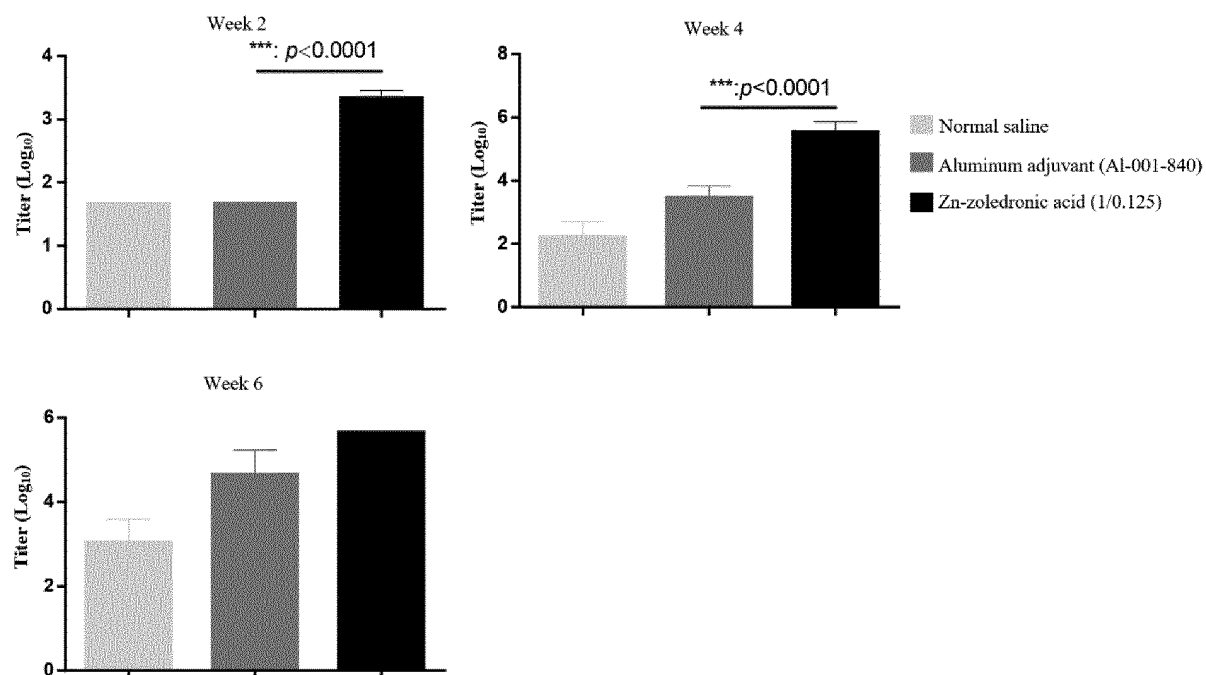 Week 2
***: p<0.0001
4
3
2
1
0
Titer (Log₁₀)
Week 4
***:p<0.0001
8
6
4
2
0
Titer (Log₁₀)
Normal saline
Aluminum adjuvant (Al-001-840)
Zn-zoledronic acid (1/0.125)
Week 6
6
4
2
0
Titer (Log₁₀)